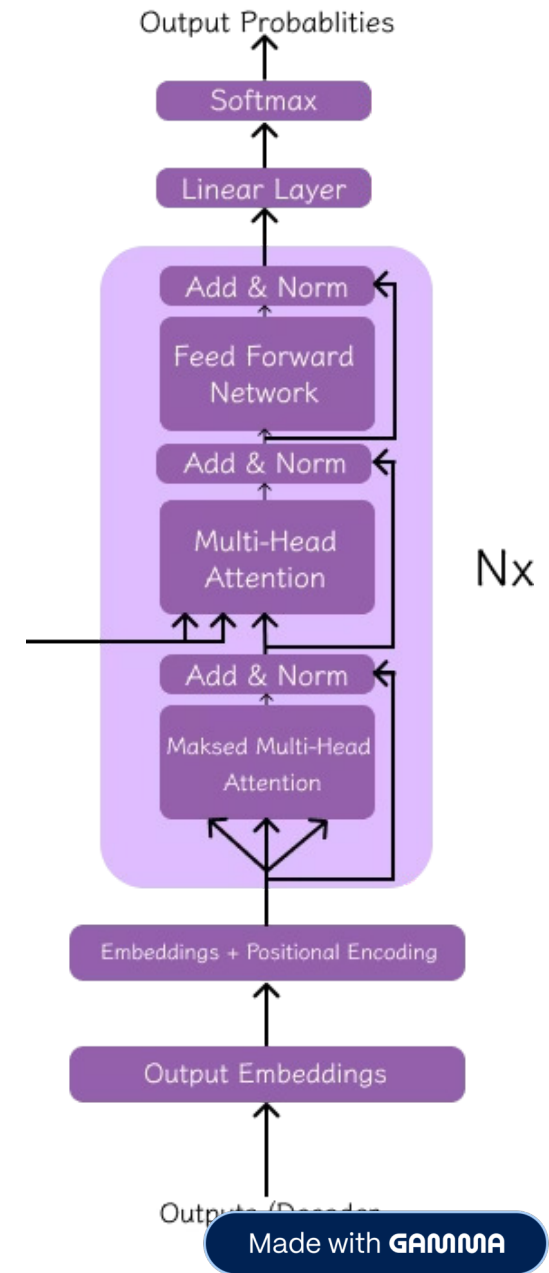 Output Probablities
Softmax
Linear Layer
Add & Norm
Feed Forward
Network
Add & Norm
Multi-Head
Attention
Nx
Add & Norm
Maksed Multi-Head
Attention
Embeddings + Positional Encoding
Output Embeddings
Made with GAMMA